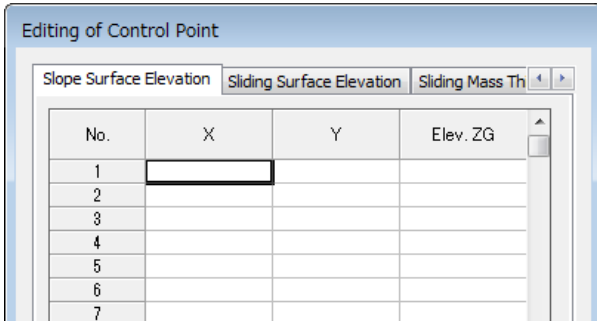 Editing of Control Point
Slope Surface Elevation Sliding Surface Elevation Sliding Mass Th
No. X Y Elev. ZG
1
2
3
4
5
6
7